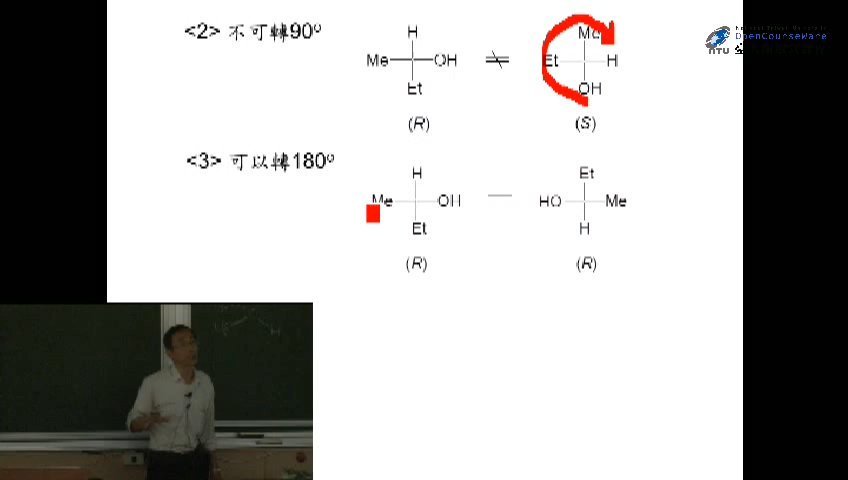 <2> 不可轉90º
H
Me OH
Et
(R)
Me
Et H
OH
(S)
<3> 可以轉180º
H
Me OH
Et
(R)
Et
HO Me
H
(R)
NTU OpenCourseWare